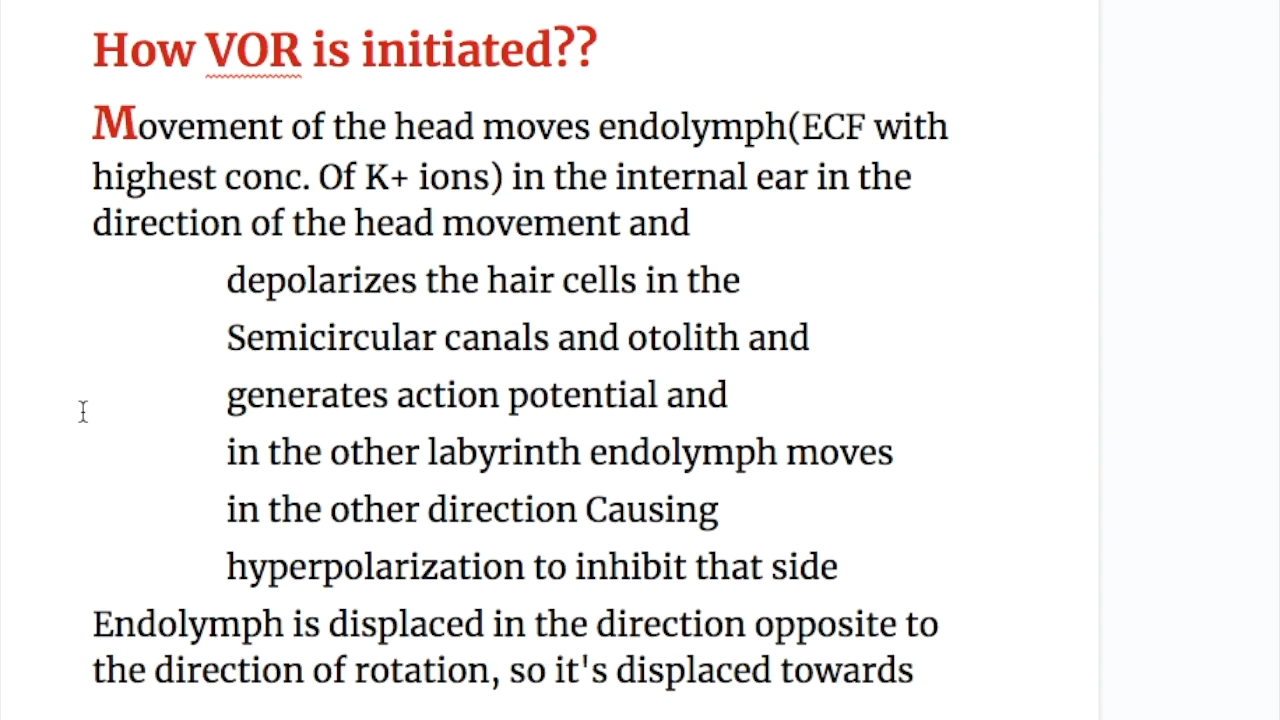 How VOR is initiated??
Movement of the head moves endolymph(ECF with
highest conc. Of K+ ions) in the internal ear in the
direction of the head movement and
depolarizes the hair cells in the
Semicircular canals and otolith and
generates action potential and
in the other labyrinth endolymph moves
in the other direction Causing
hyperpolarization to inhibit that side
Endolymph is displaced in the direction opposite to
the direction of rotation, so it's displaced towards